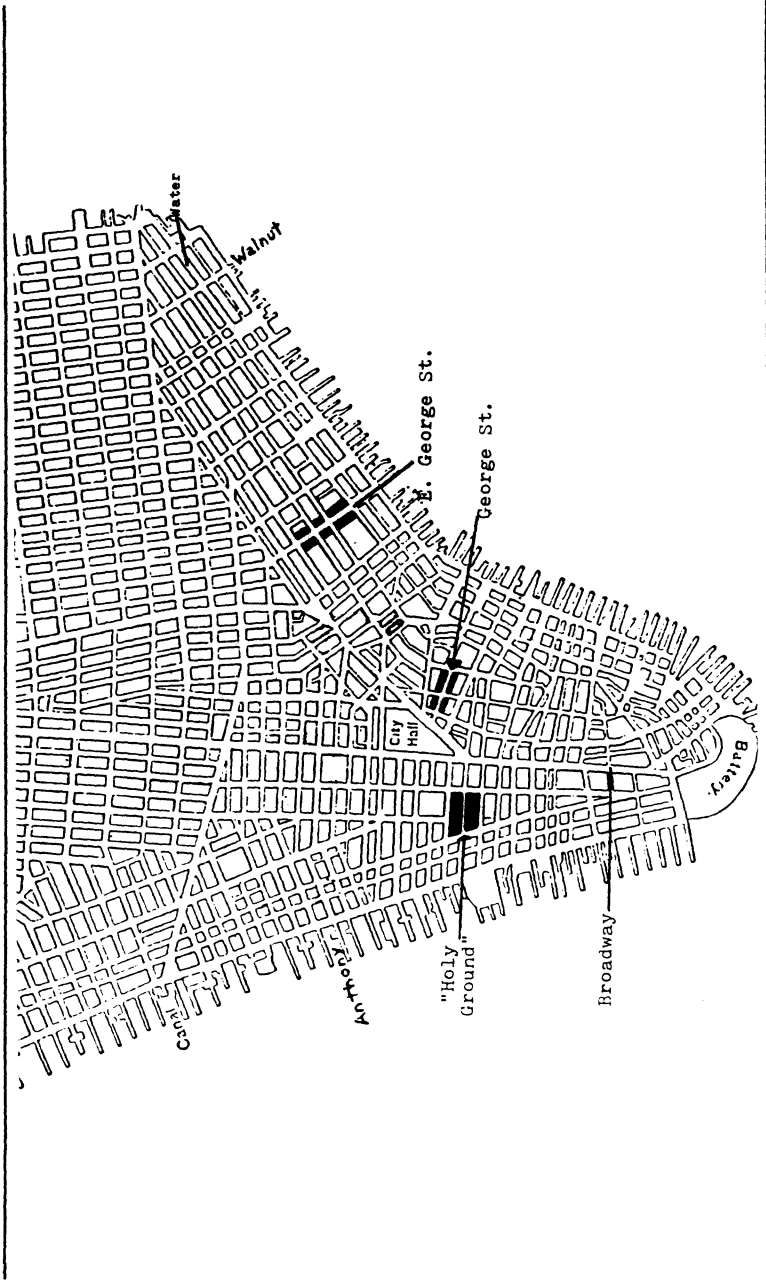 Water
Walnut
E. George St.
George St.
City
Hall
Battery
"Holy
Ground"
Broadway
Anthony
Canal